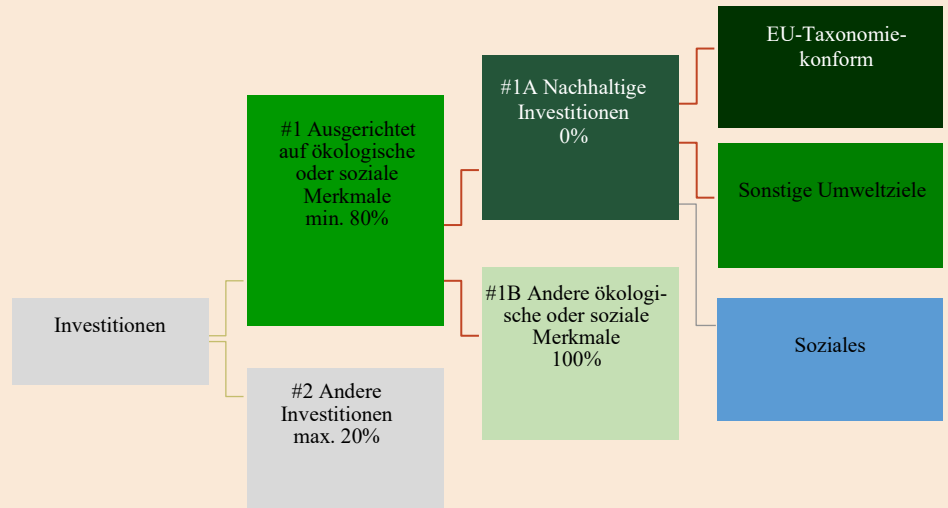 Investitionen
#1 Ausgerichtet
auf ökologische
oder soziale
Merkmale
min. 80%
#2 Andere
Investitionen
max. 20%
#1A Nachhaltige
Investitionen
0%
#1B Andere ökologi-
sche oder soziale
Merkmale
100%
EU-Taxonomie-
konform
Sonstige Umweltziele
Soziales